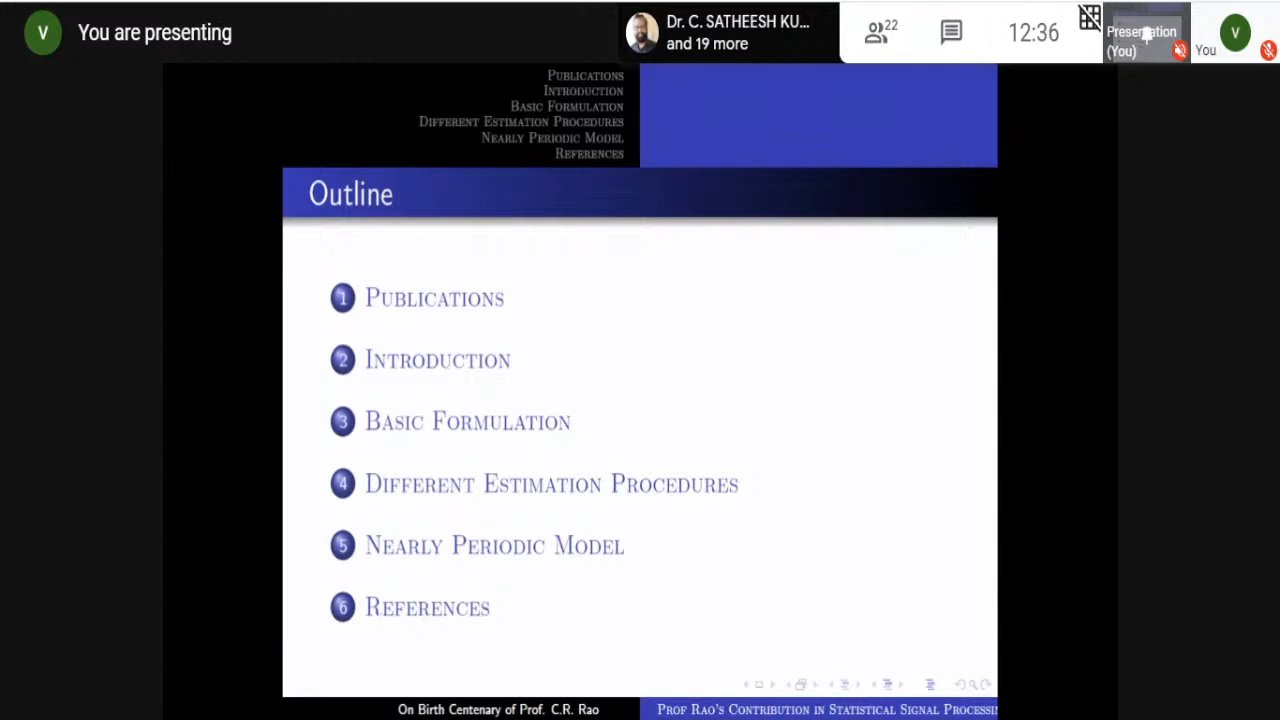 V
You are presenting
Dr. C. SATHEESH KU...
and 19 more
22
12:36
Presentation
(You)
You
V
PUBLICATIONS
INTRODUCTION
BASIC FORMULATION
DIFFERENT ESTIMATION PROCEDURES
NEARLY PERIODIC MODEL
REFERENCES
Outline
1 PUBLICATIONS
2 INTRODUCTION
3 BASIC FORMULATION
4 DIFFERENT ESTIMATION PROCEDURES
5 NEARLY PERIODIC MODEL
6 REFERENCES
On Birth Centenary of Prof. C.R. Rao
PROF RAO'S CONTRIBUTION IN STATISTICAL SIGNAL PROCESSIN